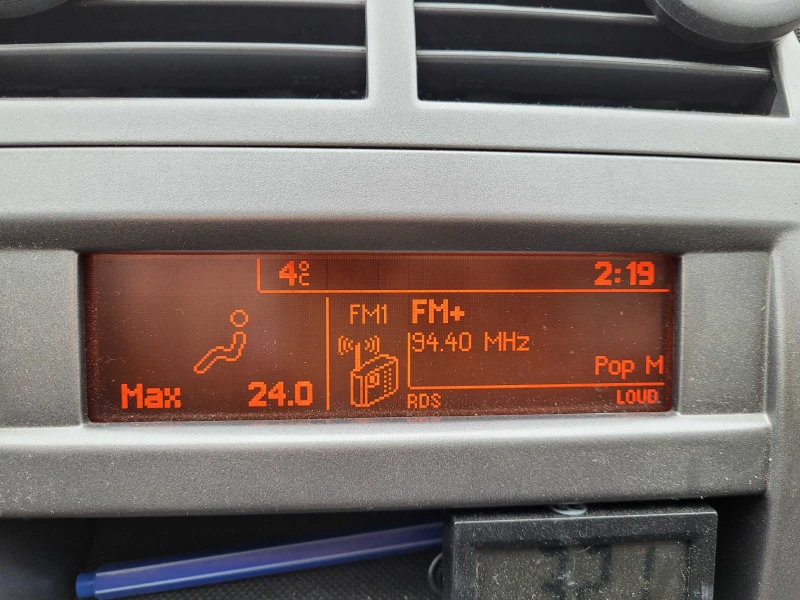 4°C 2:19
FM1 FM+
94.40 MHz
Pop M
Max 24.0
RDS LOUD